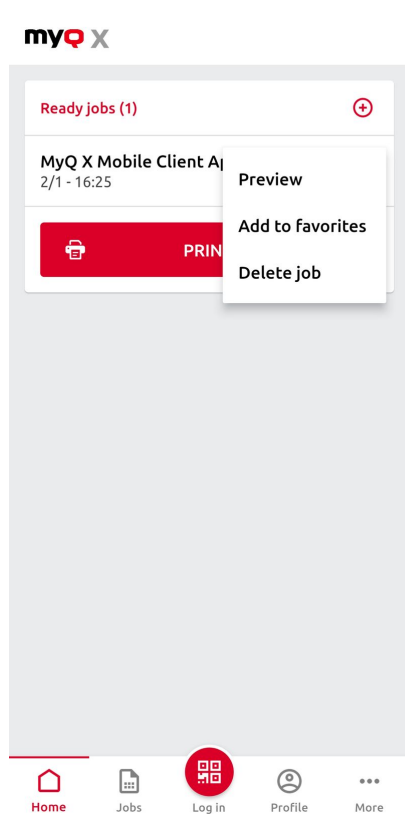 myQ X
Ready jobs (1)
MyQ X Mobile Client Ap
2/1 - 16:25
PRIN
Preview
Add to favorites
Delete job
Home
Jobs
Log in
Profile
More